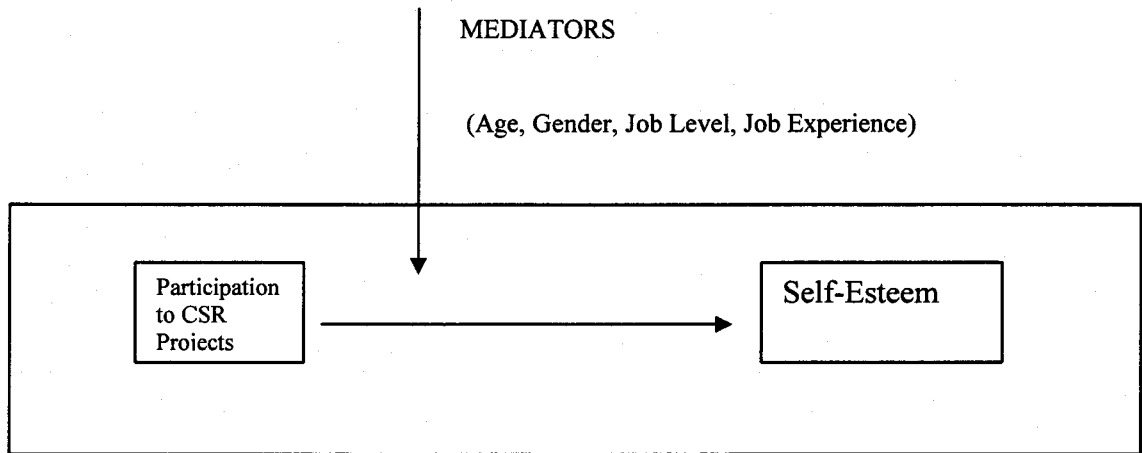 MEDIATORS
(Age, Gender, Job Level, Job Experience)
Participation
to CSR
Projects
Self-Esteem